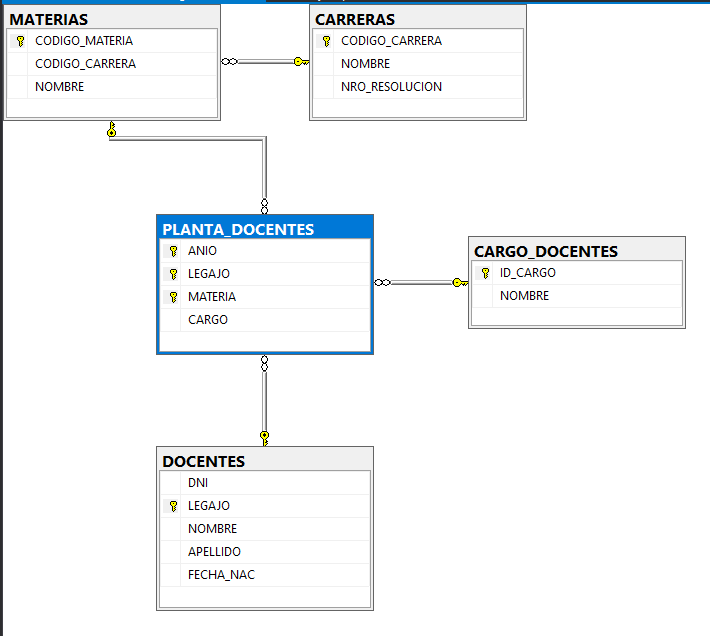 MATERIAS
CODIGO_MATERIA
CODIGO_CARRERA
NOMBRE
CARRERAS
CODIGO_CARRERA
NOMBRE
NRO_RESOLUCION
PLANTA_DOCENTES
ANIO
LEGAJO
MATERIA
CARGO
CARGO_DOCENTES
ID_CARGO
NOMBRE
DOCENTES
DNI
LEGAJO
NOMBRE
APELLIDO
FECHA_NAC